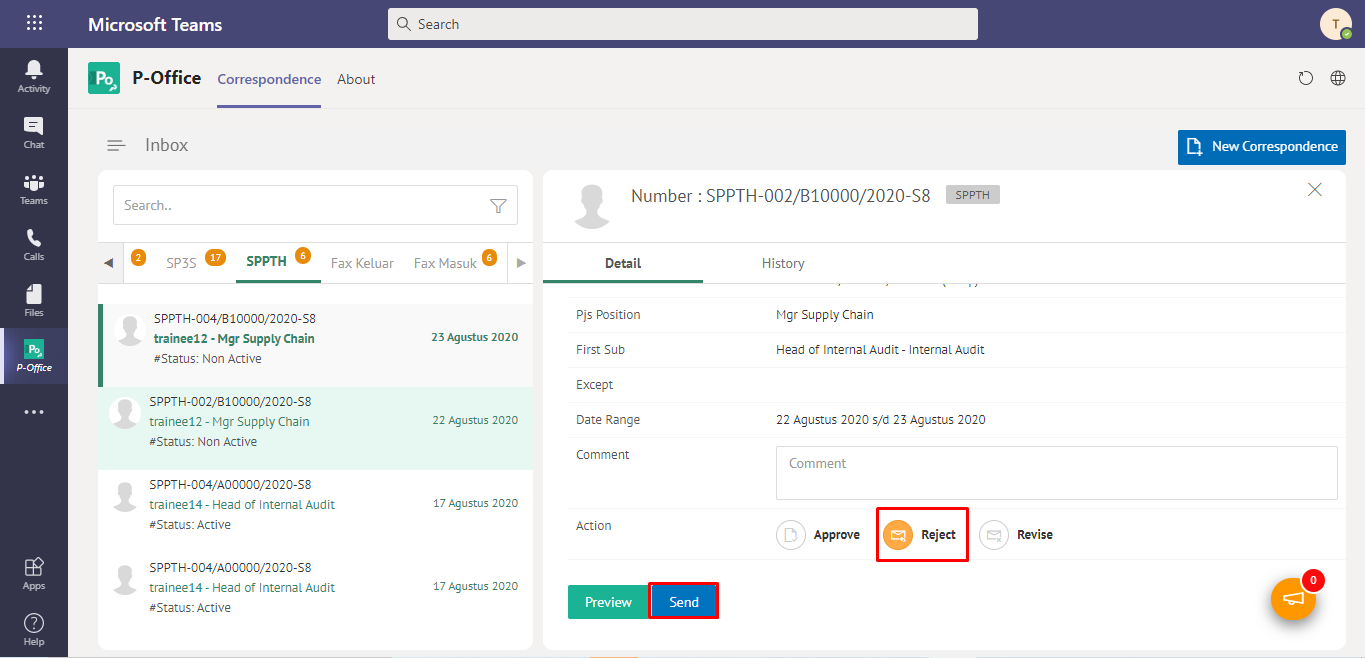 Microsoft Teams
Search
T
Activity
Chat
Teams
Calls
Files
Po
P-Office
Apps
Help
Po
P-Office
Correspondence
About
Inbox
New Correspondence
Search..
2
SP3S 17
SPPTH 6
Fax Keluar
Fax Masuk 6
SPPTH-004/B10000/2020-S8
trainee12 - Mgr Supply Chain
23 Agustus 2020
#Status: Non Active
SPPTH-002/B10000/2020-S8
trainee12 - Mgr Supply Chain
22 Agustus 2020
#Status: Non Active
SPPTH-004/A00000/2020-S8
trainee14 - Head of Internal Audit
17 Agustus 2020
#Status: Active
SPPTH-004/A00000/2020-S8
trainee14 - Head of Internal Audit
17 Agustus 2020
#Status: Active
Number : SPPTH-002/B10000/2020-S8 SPPTH
Detail
History
Pjs Position
Mgr Supply Chain
First Sub
Head of Internal Audit - Internal Audit
Except
Date Range
22 Agustus 2020 s/d 23 Agustus 2020
Comment
Comment
Action
Approve
Reject
Revise
Preview
Send
0